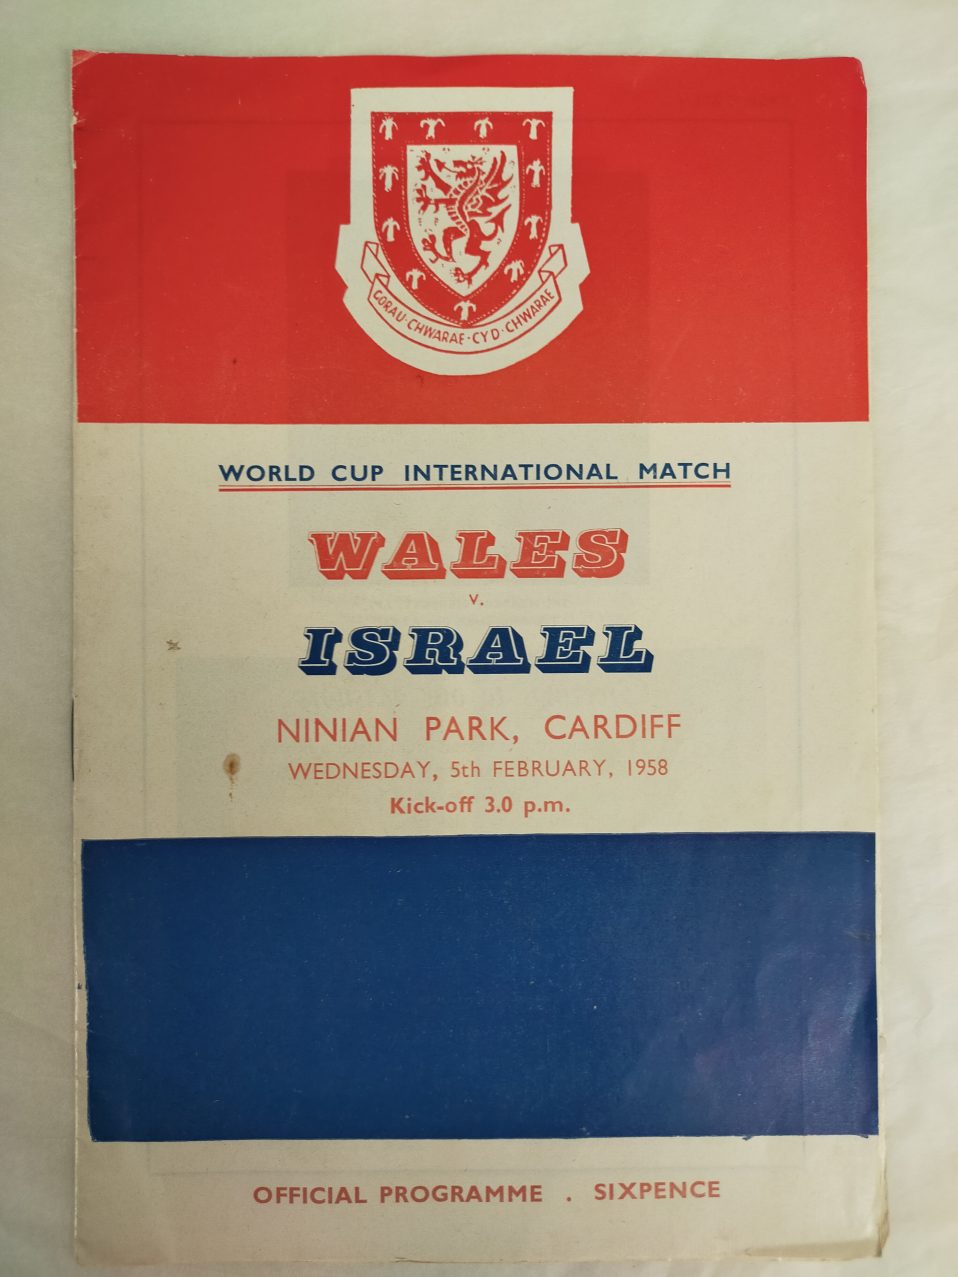 GORAU·CHWARAE·CYD·CHWARAE
WORLD CUP INTERNATIONAL MATCH
WALES
v.
ISRAEL
NINIAN PARK, CARDIFF
WEDNESDAY, 5th FEBRUARY, 1958
Kick-off 3.0 p.m.
OFFICIAL PROGRAMME . SIXPENCE